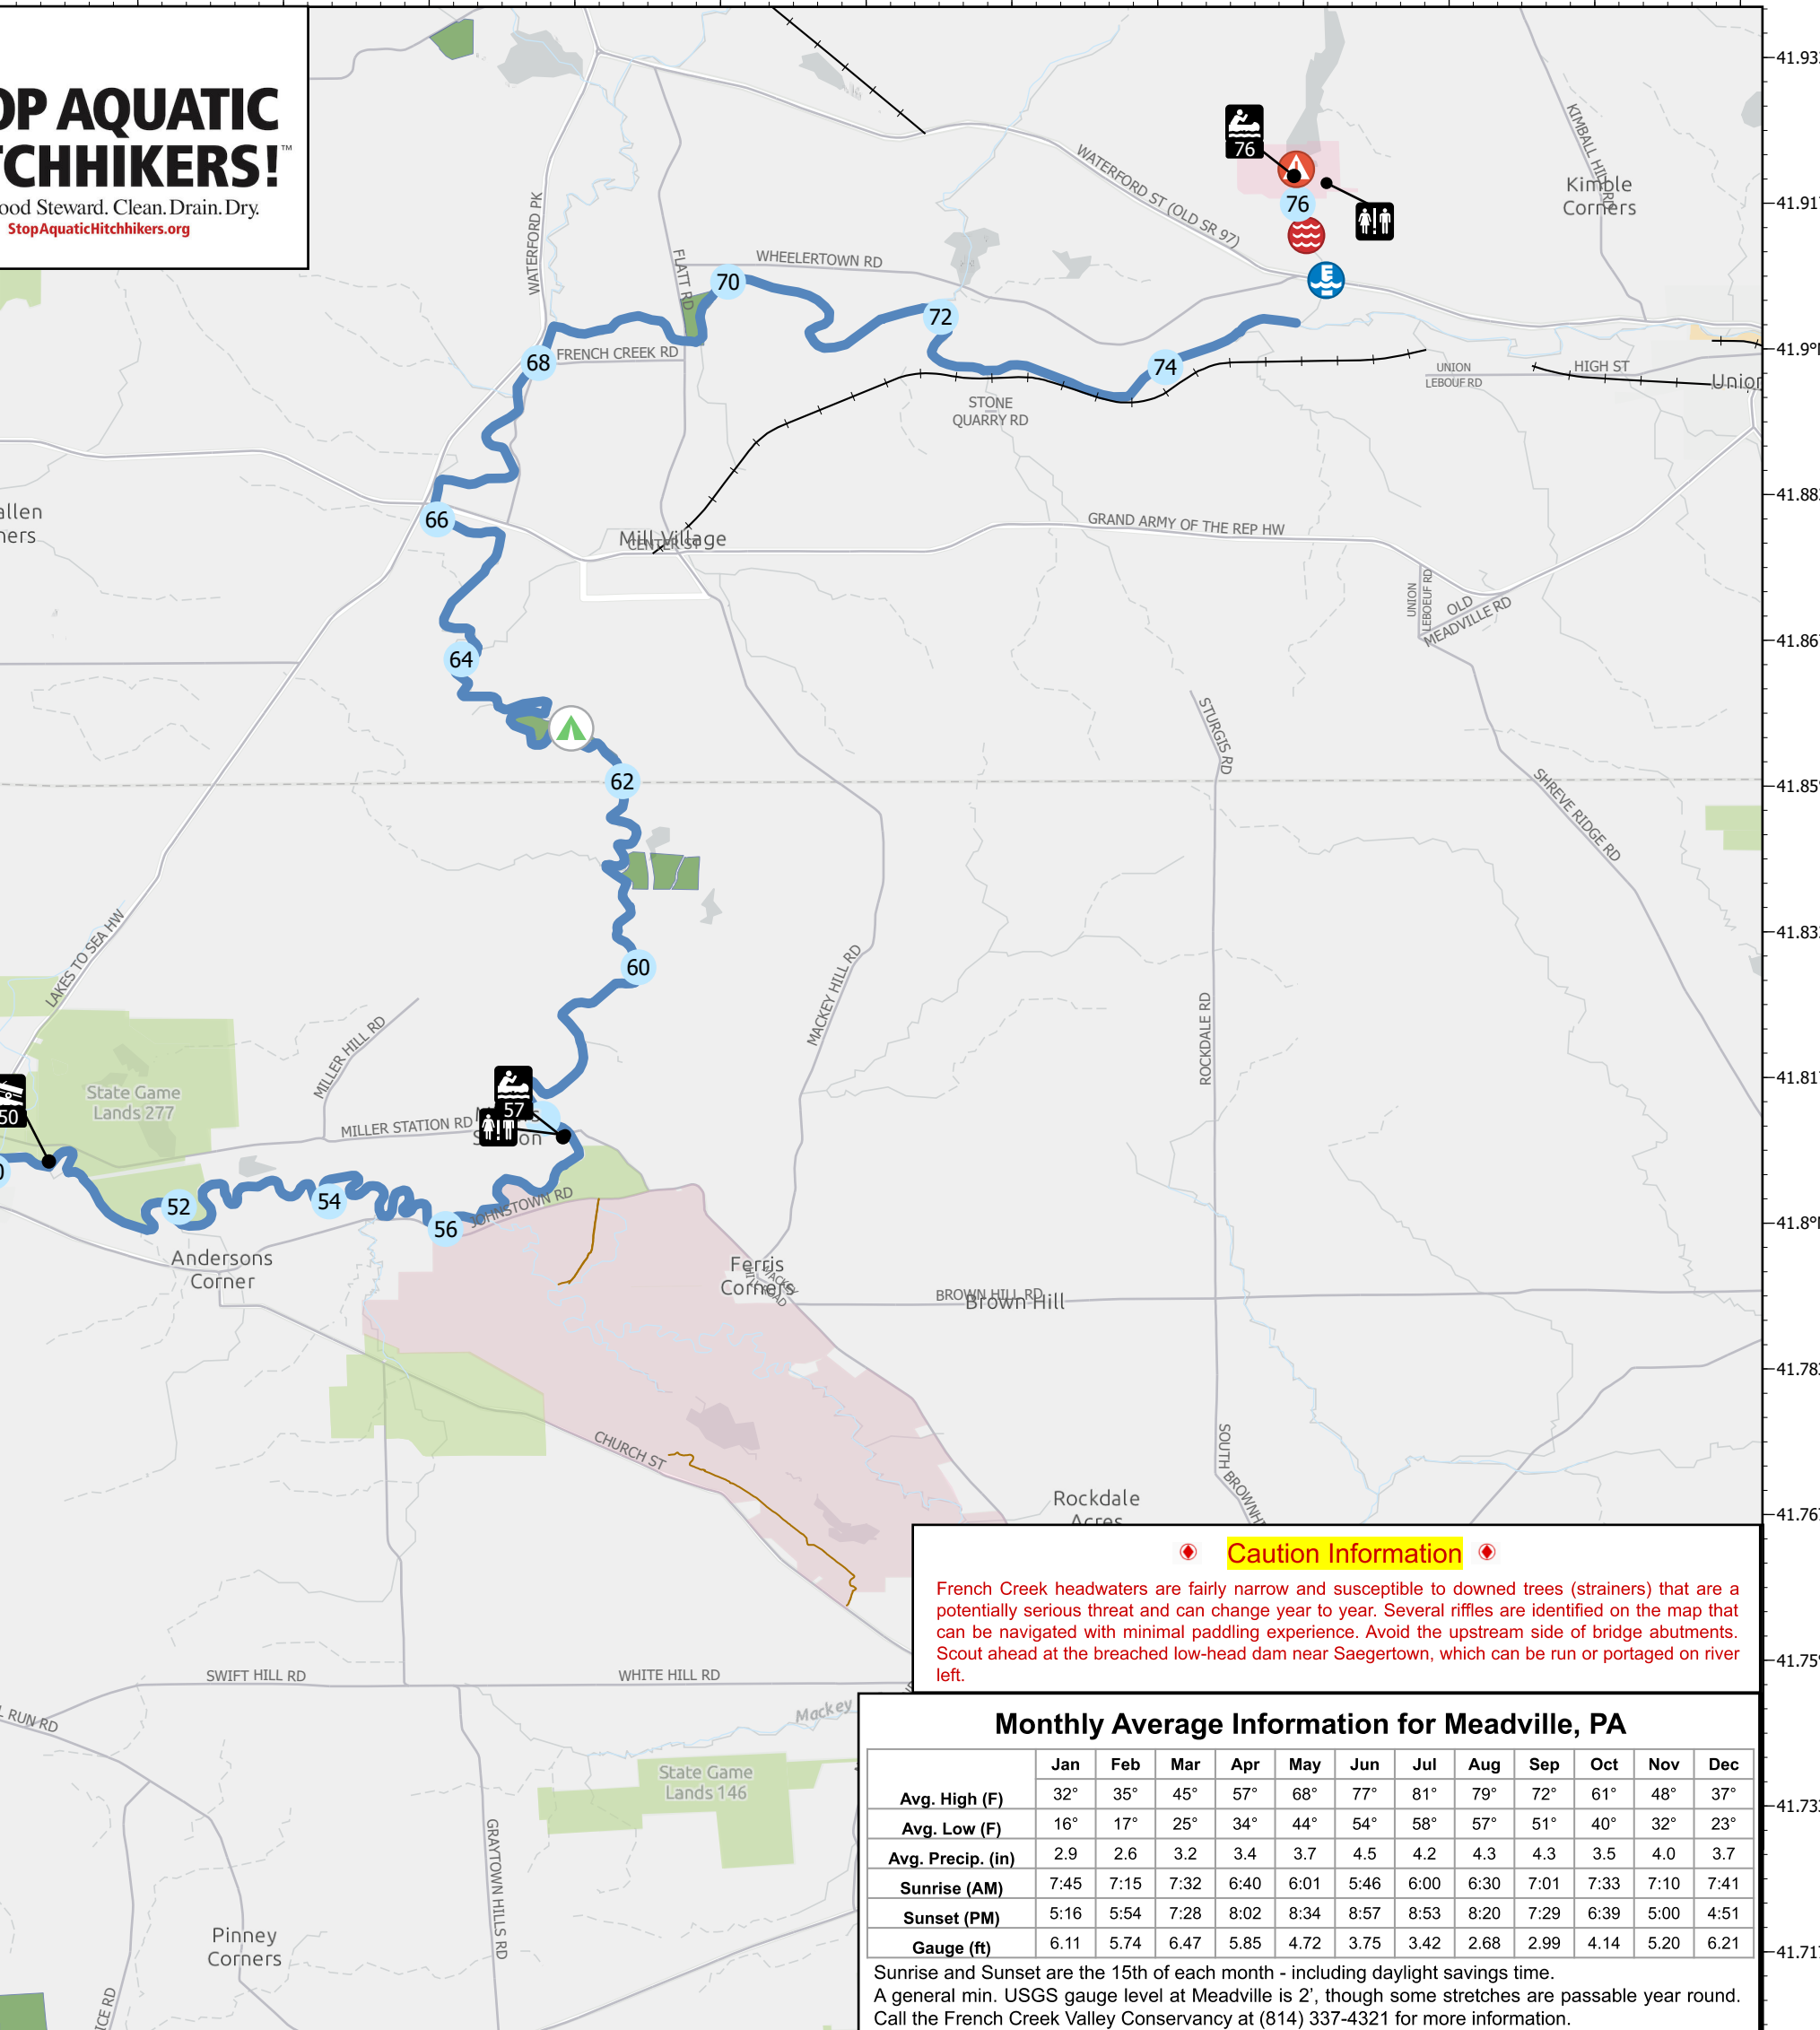 OP AQUATIC
TCHHIKERS!™
ood Steward. Clean. Drain. Dry.
StopAquaticHitchhikers.org
41.93
76
KIMBALL HILL RD
Kimble
Corners
41.91
76
WATERFORD ST (OLD SR 97)
WATERFORD PK
FLATT RD
WHEELERTOWN RD
70
72
68
FRENCH CREEK RD
74
41.9°
UNION
LEBOUF RD
HIGH ST
Union
STONE
QUARRY RD
41.88
allen
ners
66
Mill Village
CENTER ST
GRAND ARMY OF THE REP HW
UNION
LEBOEUF RD
OLD
MEADVILLE RD
41.86
64
STURGIS RD
62
41.85
SHREVE RIDGE RD
LAKES TO SEA HW
60
41.83
MACKEY HILL RD
ROCKDALE RD
MILLER HILL RD
41.81
State Game
Lands 277
50
57
MILLER STATION RD
52
54
56
JOHNSTOWN RD
41.8°
Andersons
Corner
Ferris
Corners
MACKEY
HILL ROAD
BROWN HILL RD
Brown Hill
41.78
CHURCH ST
SOUTH BROWNH
Rockdale
Acres
41.76
Caution Information
French Creek headwaters are fairly narrow and susceptible to downed trees (strainers) that are a
potentially serious threat and can change year to year. Several riffles are identified on the map that
can be navigated with minimal paddling experience. Avoid the upstream side of bridge abutments.
Scout ahead at the breached low-head dam near Saegertown, which can be run or portaged on river
left.
41.75
SWIFT HILL RD
WHITE HILL RD
L RUN RD
Mackey
State Game
Lands 146
GRAYTOWN HILLS RD
Pinney
Corners
ICE RD
41.73
41.71
Monthly Average Information for Meadville, PA
Jan Feb Mar Apr May Jun Jul Aug Sep Oct Nov Dec
Avg. High (F) 32° 35° 45° 57° 68° 77° 81° 79° 72° 61° 48° 37°
Avg. Low (F) 16° 17° 25° 34° 44° 54° 58° 57° 51° 40° 32° 23°
Avg. Precip. (in) 2.9 2.6 3.2 3.4 3.7 4.5 4.2 4.3 4.3 3.5 4.0 3.7
Sunrise (AM) 7:45 7:15 7:32 6:40 6:01 5:46 6:00 6:30 7:01 7:33 7:10 7:41
Sunset (PM) 5:16 5:54 7:28 8:02 8:34 8:57 8:53 8:20 7:29 6:39 5:00 4:51
Gauge (ft) 6.11 5.74 6.47 5.85 4.72 3.75 3.42 2.68 2.99 4.14 5.20 6.21
Sunrise and Sunset are the 15th of each month - including daylight savings time.
A general min. USGS gauge level at Meadville is 2’, though some stretches are passable year round.
Call the French Creek Valley Conservancy at (814) 337-4321 for more information.